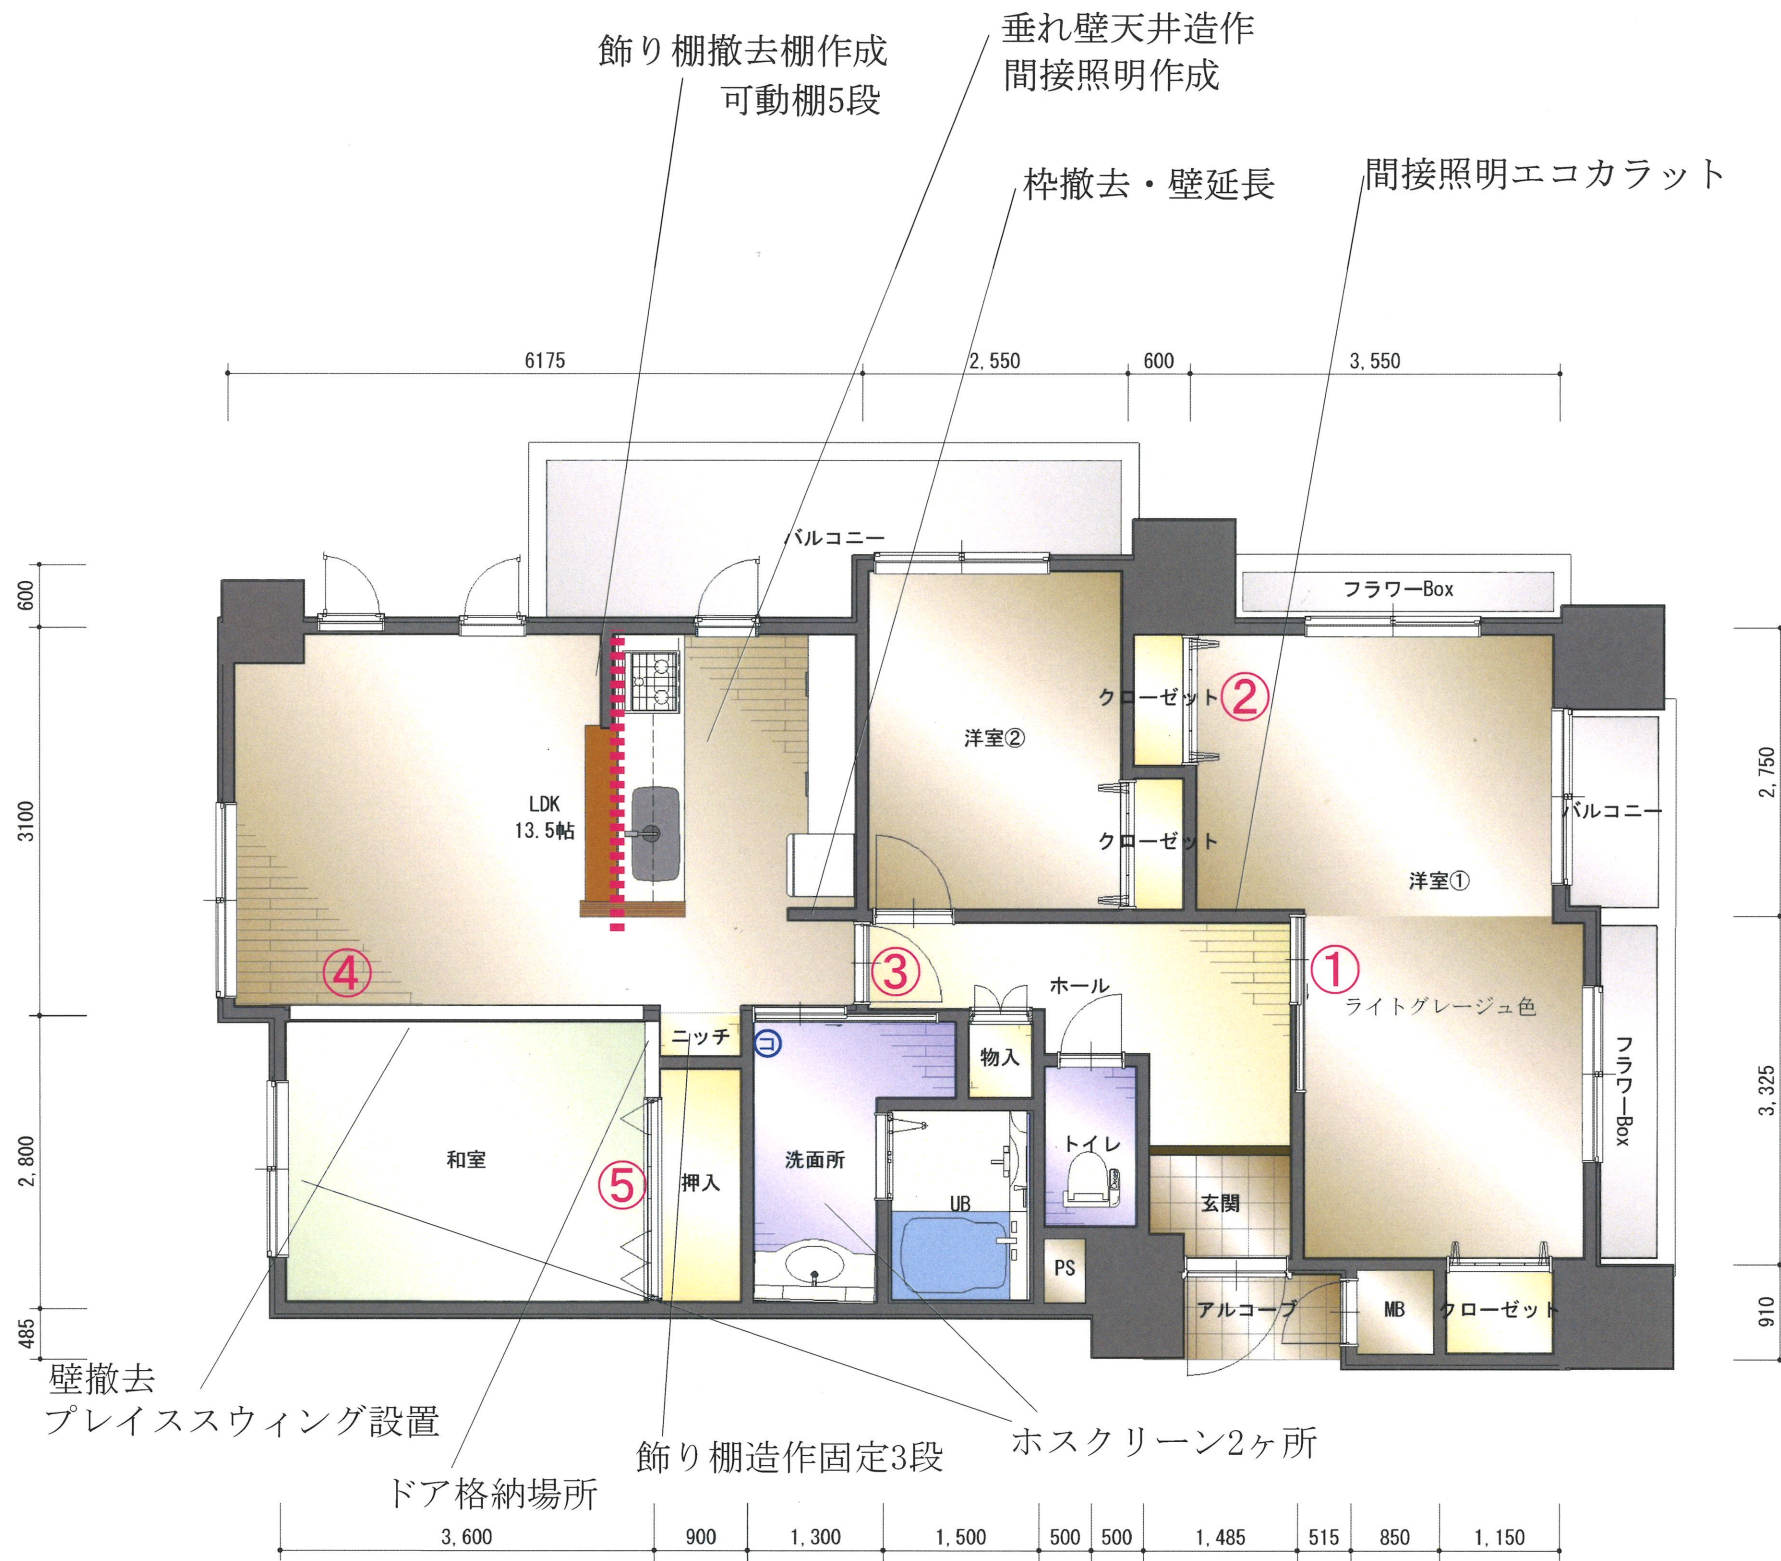 垂れ壁天井造作
間接照明作成
飾り棚撤去棚作成
可動棚5段
枠撤去・壁延長
間接照明エコカラット
6175
2,550
600
3,550
バルコニー
フラワーBox
600
3100
2,800
485
2,750
3,325
910
クローゼット
②
洋室②
LDK
13.5帖
クローゼット
バルコニー
洋室①
④
③
ホール
①
ライトグレージュ色
ニッチ
コ
物入
フラワーBox
和室
⑤
押入
洗面所
トイレ
UB
玄関
PS
アルコーブ
MB
クローゼット
壁撤去
プレイススウィング設置
ドア格納場所
飾り棚造作固定3段
ホスクリーン2ヶ所
3,600
900
1,300
1,500
500
500
1,485
515
850
1,150